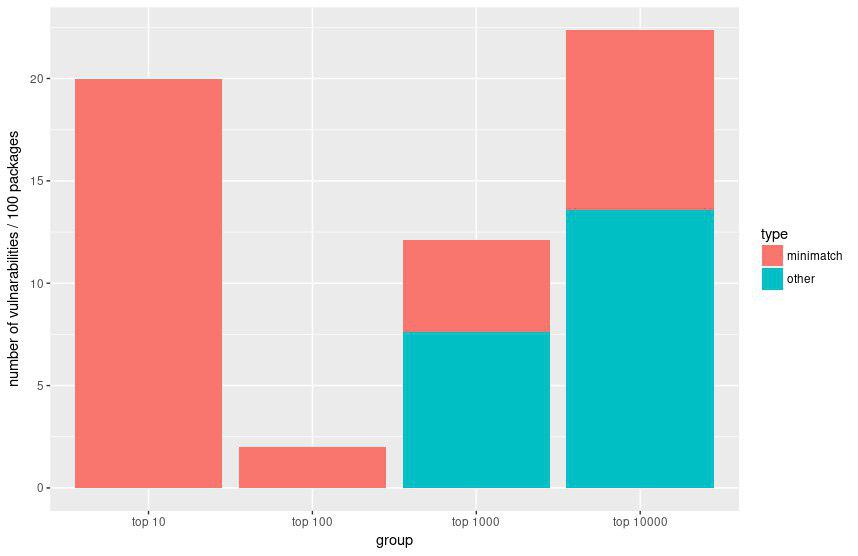 number of vulnarabilities / 100 packages
20
15
10
5
0
top 10
top 100
top 1000
top 10000
group
type
minimatch
other